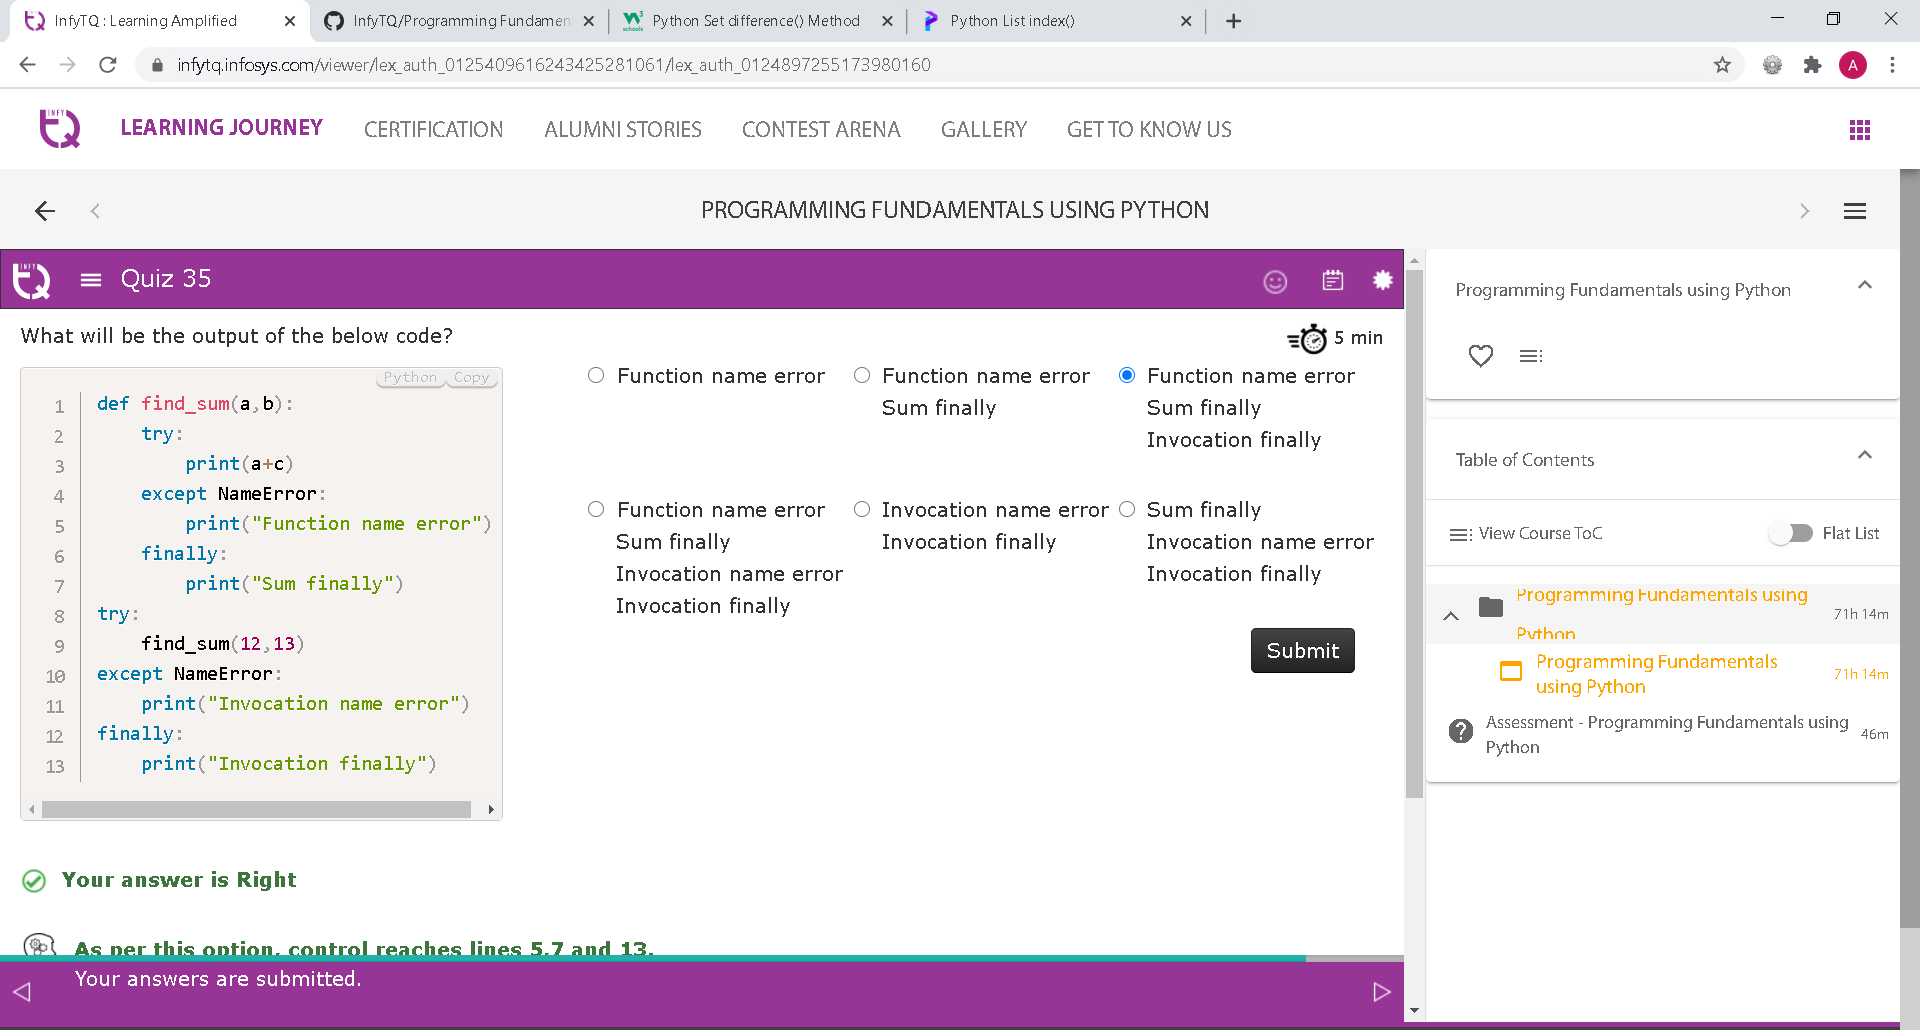 InfyTQ : Learning Amplified
InfyTQ/Programming Fundamen
Python Set difference() Method
Python List index()
infytq.infosys.com/viewer/lex_auth_0125409616243425281061/lex_auth_0124897255173980160
A
LEARNING JOURNEY
CERTIFICATION
ALUMNI STORIES
CONTEST ARENA
GALLERY
GET TO KNOW US
PROGRAMMING FUNDAMENTALS USING PYTHON
Quiz 35
What will be the output of the below code?
5 min
Python Copy
1 def find_sum(a,b):
2 try:
3 print(a+c)
4 except NameError:
5 print("Function name error")
6 finally:
7 print("Sum finally")
8 try:
9 find_sum(12,13)
10 except NameError:
11 print("Invocation name error")
12 finally:
13 print("Invocation finally")
Function name error
Function name error
Sum finally
Function name error
Sum finally
Invocation finally
Function name error
Sum finally
Invocation name error
Invocation finally
Invocation name error
Invocation finally
Sum finally
Invocation name error
Invocation finally
Submit
Your answer is Right
As per this option, control reaches lines 5,7 and 13.
Your answers are submitted.
Programming Fundamentals using Python
Table of Contents
View Course ToC
Flat List
Programming Fundamentals using
Python
71h 14m
Programming Fundamentals
using Python
71h 14m
Assessment - Programming Fundamentals using
Python
46m